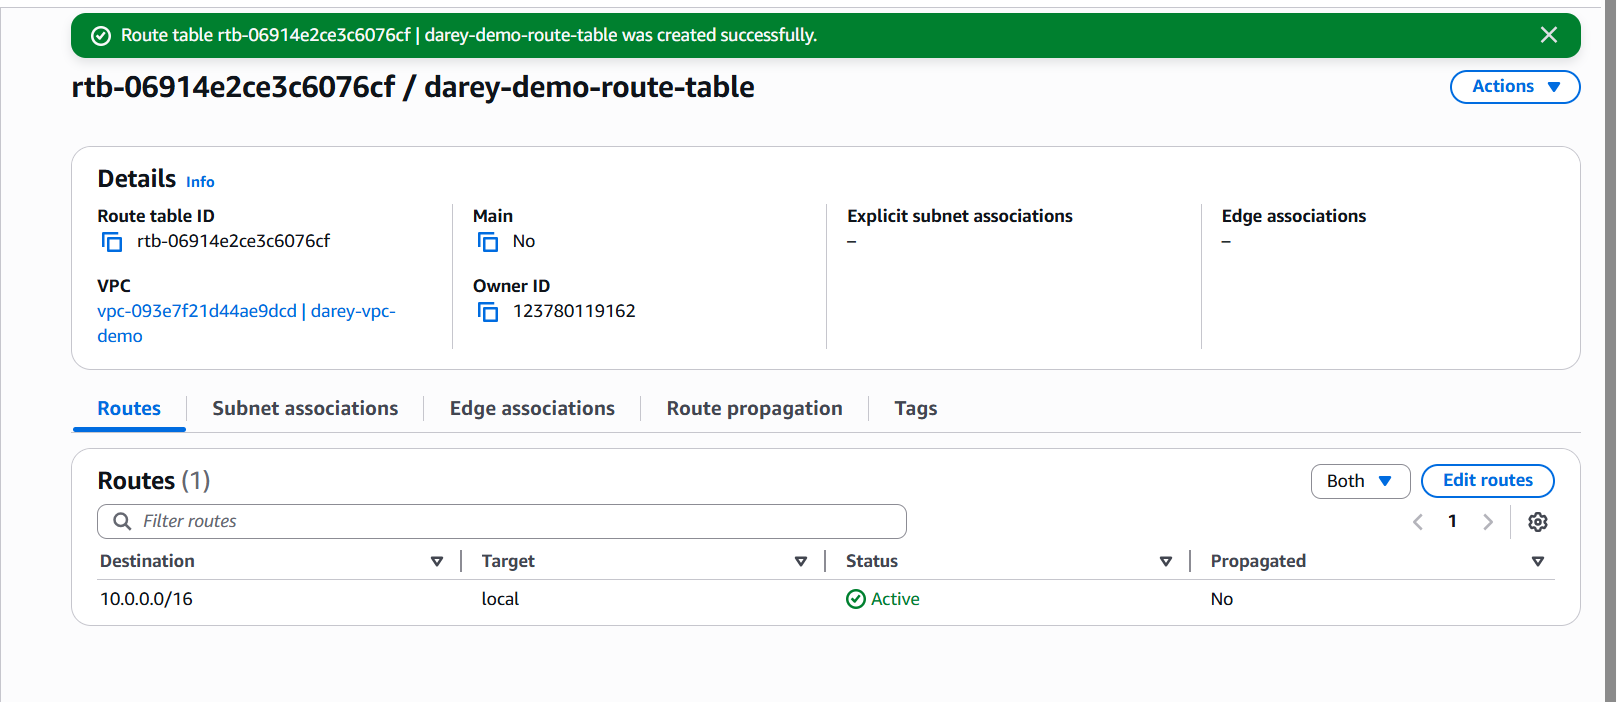 Route table rtb-06914e2ce3c6076cf | darey-demo-route-table was created successfully.
rtb-06914e2ce3c6076cf / darey-demo-route-table
Actions
Details Info
Route table ID
rtb-06914e2ce3c6076cf
Main
No
Explicit subnet associations
–
Edge associations
–
VPC
vpc-093e7f21d44ae9dcd | darey-vpc-
demo
Owner ID
123780119162
Routes Subnet associations Edge associations Route propagation Tags
Routes (1)
Both
Edit routes
Filter routes
1
Destination Target Status Propagated
10.0.0.0/16 local Active No